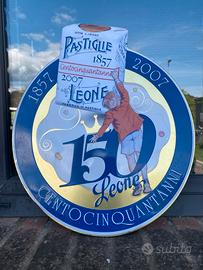 PASTIGLIE
1857
centocinquantanni
2007
LEONE
1857
2007
150
Leone
CENTOCINQUANTANNI
subito